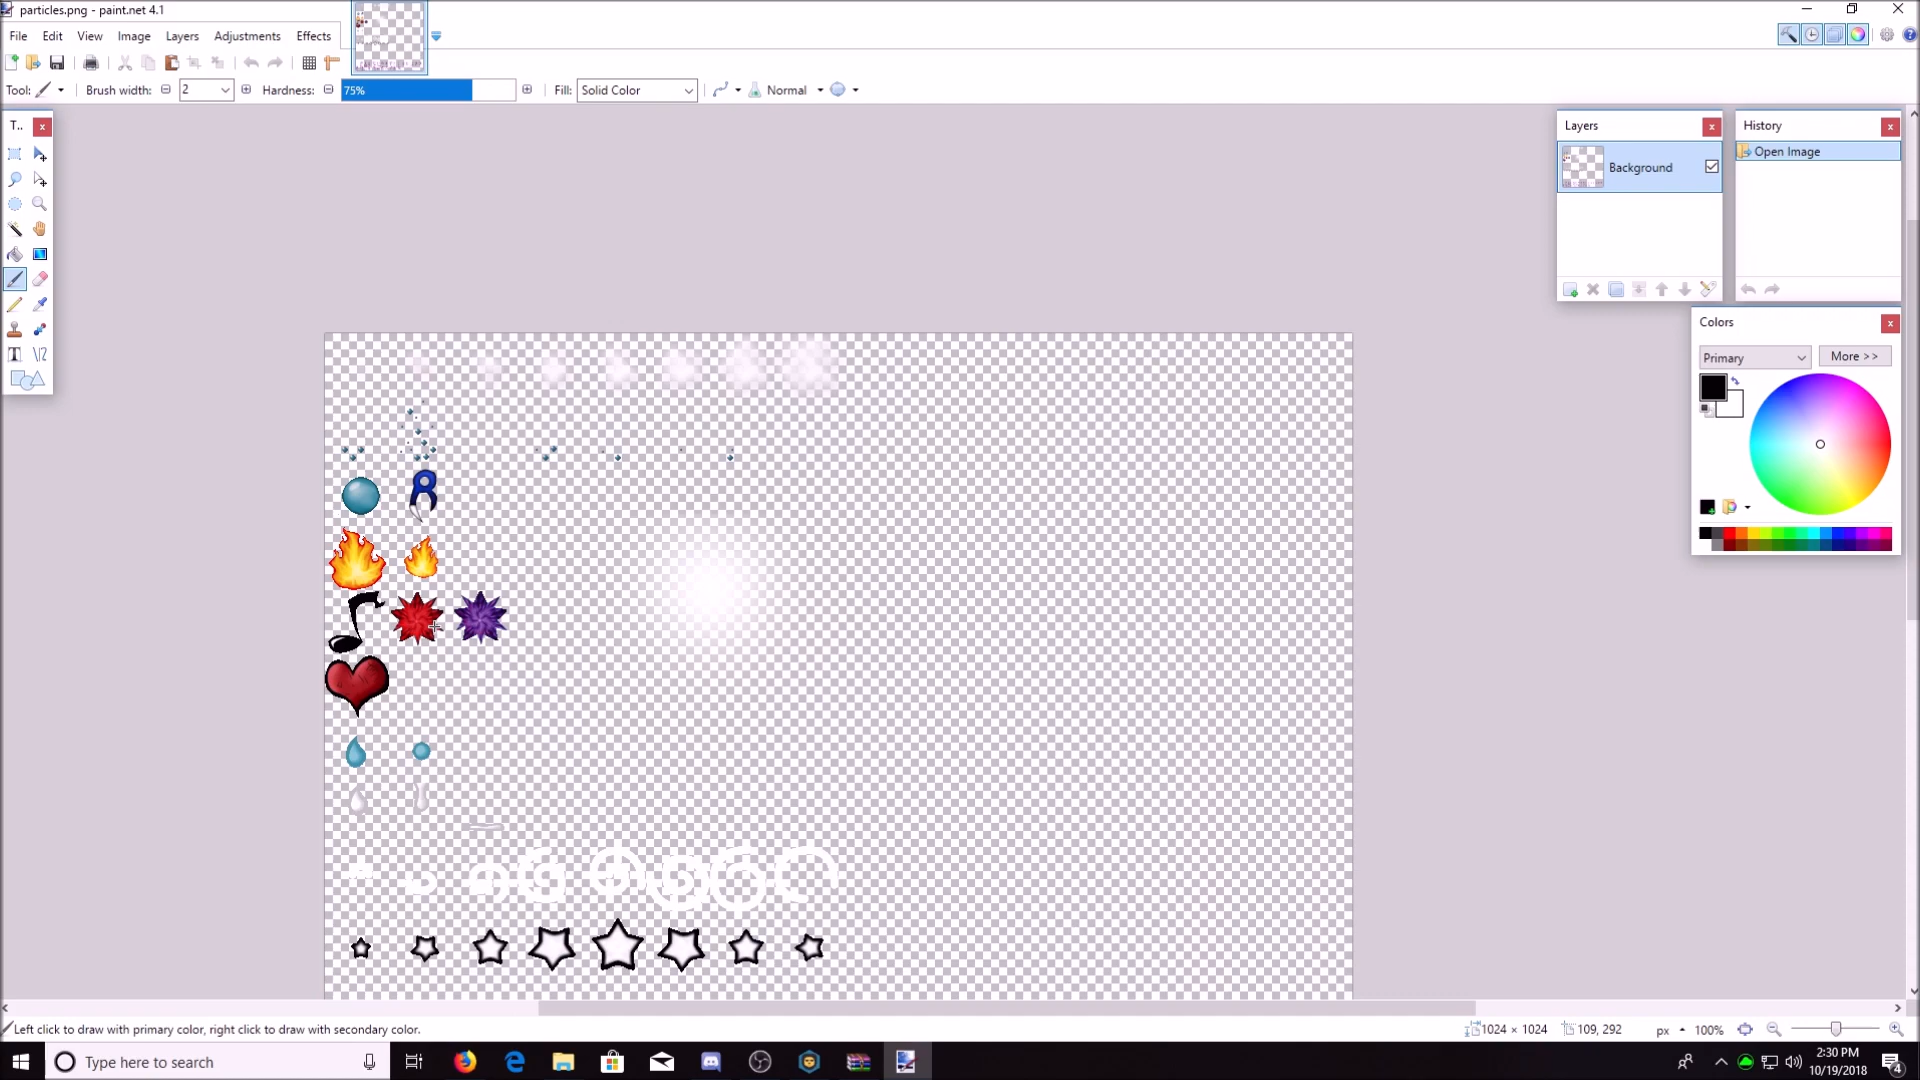 particles.png - paint.net 4.1
File Edit View Image Layers Adjustments Effects
Tool: Brush width: 2 Hardness: 75% Fill: Solid Color Normal
T..
Layers
Background
History
Open Image
Colors
Primary More >>
Left click to draw with primary color, right click to draw with secondary color.
1024 × 1024 109, 292 px 100%
Type here to search
2:30 PM
10/19/2018
4